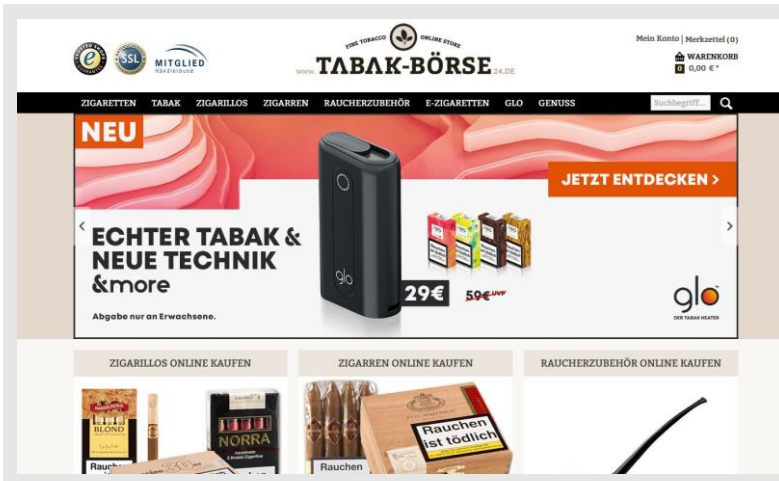 FINE TOBACCO ONLINE STORE
www.TABAK-BÖRSE24.DE
SSL
MITGLIED
Händlerbund
Mein Konto | Merkzettel (0)
WARENKORB
0 0,00 € *
ZIGARETTEN TABAK ZIGARILLOS ZIGARREN RAUCHERZUBEHÖR E-ZIGARETTEN GLO GENUSS Suchbegriff...
NEU
JETZT ENTDECKEN >
ECHTER TABAK &
NEUE TECHNIK
&more
Abgabe nur an Erwachsene.
glo
29€ 59€ UVP
glo
DER TABAK HEATER
ZIGARILLOS ONLINE KAUFEN ZIGARREN ONLINE KAUFEN RAUCHERZUBEHÖR ONLINE KAUFEN
BLOND
NORRA
Rauchen
ist tödlich
Rauchen